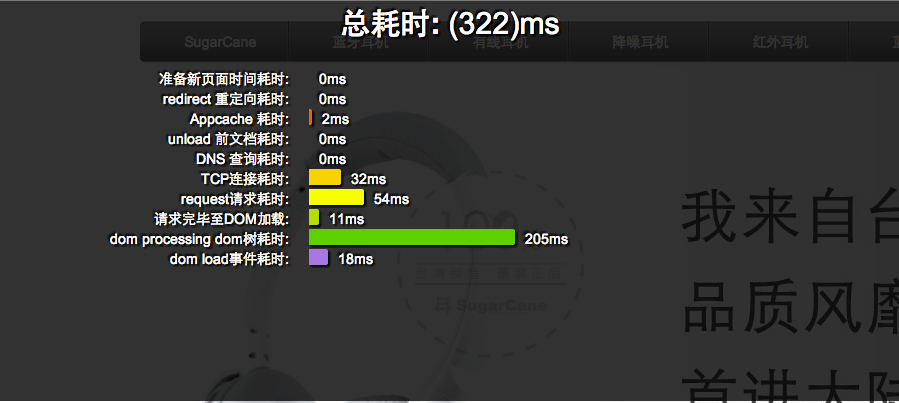 总耗时: (322)ms
SugarCane 蓝牙耳机 有线耳机 降噪耳机 红外耳机
准备新页面时间耗时: 0ms
redirect 重定向耗时: 0ms
Appcache 耗时: 2ms
unload 前文档耗时: 0ms
DNS 查询耗时: 0ms
TCP连接耗时: 32ms
request请求耗时: 54ms
请求完毕至DOM加载: 11ms
dom processing dom树耗时: 205ms
dom load事件耗时: 18ms
100
SugarCane
我来自台
品质风靡
首进大陆